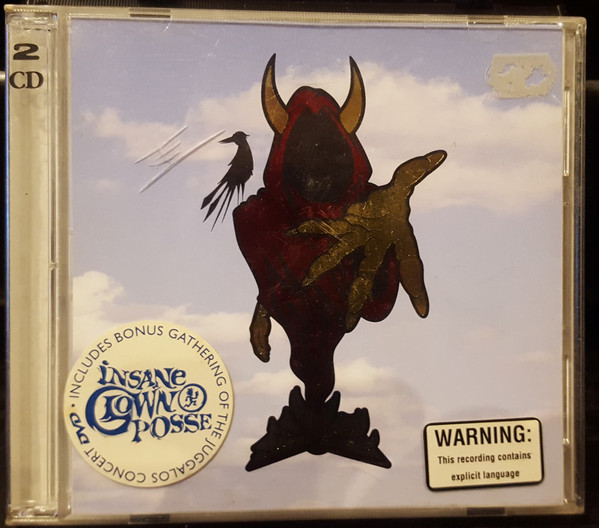 2
CD
INCLUDES BONUS GATHERING OF THE JUGGALOS CONCERT DVD •
INSANE
CLOWN
POSSE
WARNING:
This recording contains
explicit language